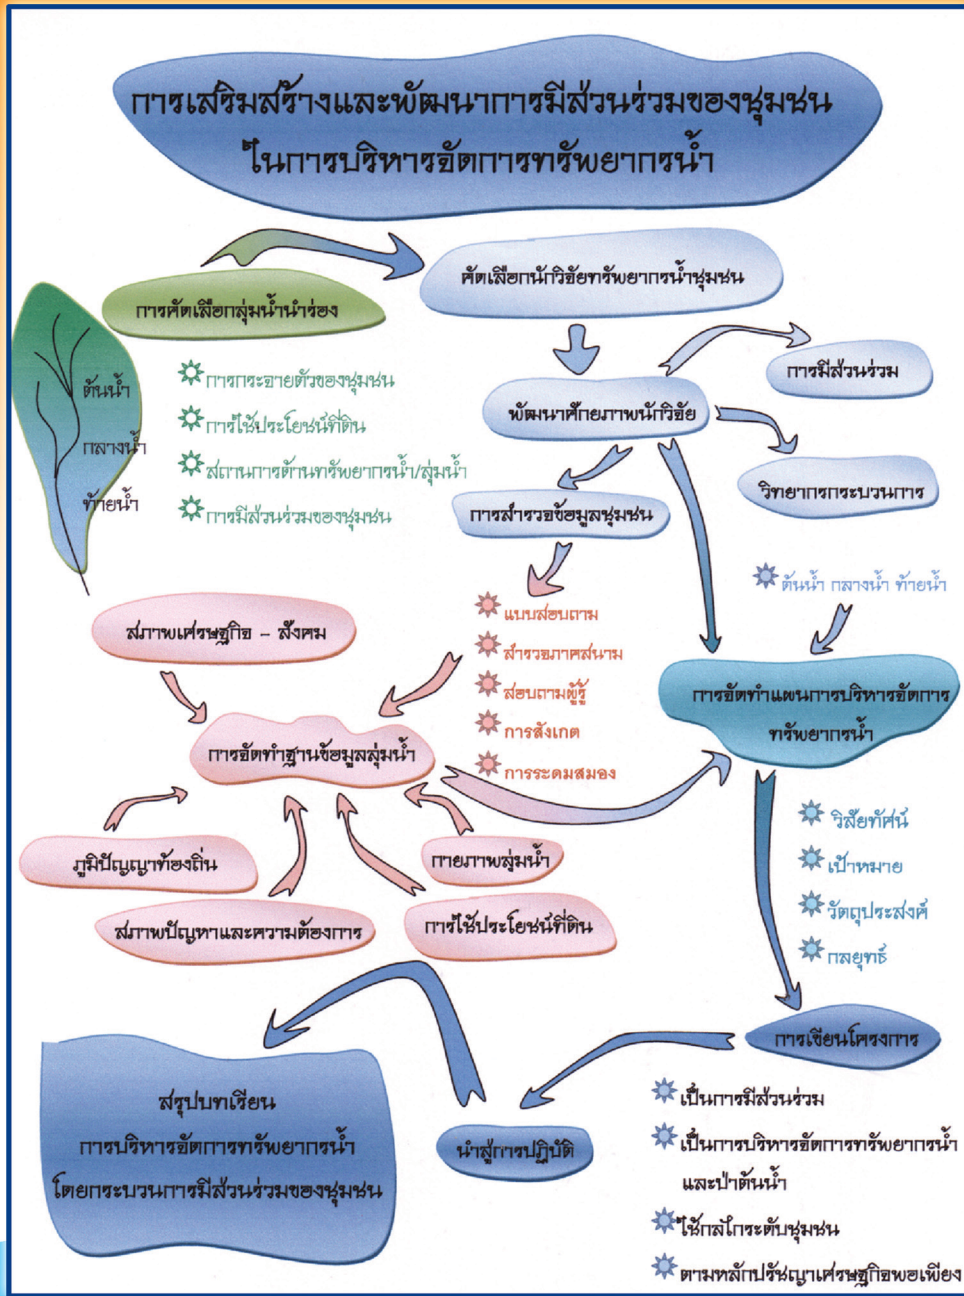 การเสริมสร้างและพัฒนาการมีส่วนร่วมของชุมชน
ในการบริหารจัดการทรัพยากรน้ำ
คัดเลือกนักวิจัยทรัพยากรน้ำชุมชน
การคัดเลือกลุ่มน้ำนำร่อง
ต้นน้ำ
กลางน้ำ
ท้ายน้ำ
การกระจายตัวของชุมชน
การใช้ประโยชน์ที่ดิน
สถานการด้านทรัพยากรน้ำ/ลุ่มน้ำ
การมีส่วนร่วมของชุมชน
พัฒนาศักยภาพนักวิจัย
การมีส่วนร่วม
วิทยากรกระบวนการ
การสำรวจข้อมูลชุมชน
ต้นน้ำ กลางน้ำ ท้ายน้ำ
แบบสอบถาม
สำรวจภาคสนาม
สอบถามผู้รู้
การสังเกต
การระดมสมอง
สภาพเศรษฐกิจ - สังคม
การจัดทำฐานข้อมูลลุ่มน้ำ
การจัดทำแผนการบริหารจัดการ
ทรัพยากรน้ำ
ภูมิปัญญาท้องถิ่น
กายภาพลุ่มน้ำ
สภาพปัญหาและความต้องการ
การใช้ประโยชน์ที่ดิน
วิสัยทัศน์
เป้าหมาย
วัตถุประสงค์
กลยุทธ์
การเขียนโครงการ
เป็นการมีส่วนร่วม
เป็นการบริหารจัดการทรัพยากรน้ำ
และป่าต้นน้ำ
ใช้กลไกระดับชุมชน
ตามหลักปรัชญาเศรษฐกิจพอเพียง
นำสู่การปฏิบัติ
สรุปบทเรียน
การบริหารจัดการทรัพยากรน้ำ
โดยกระบวนการมีส่วนร่วมของชุมชน